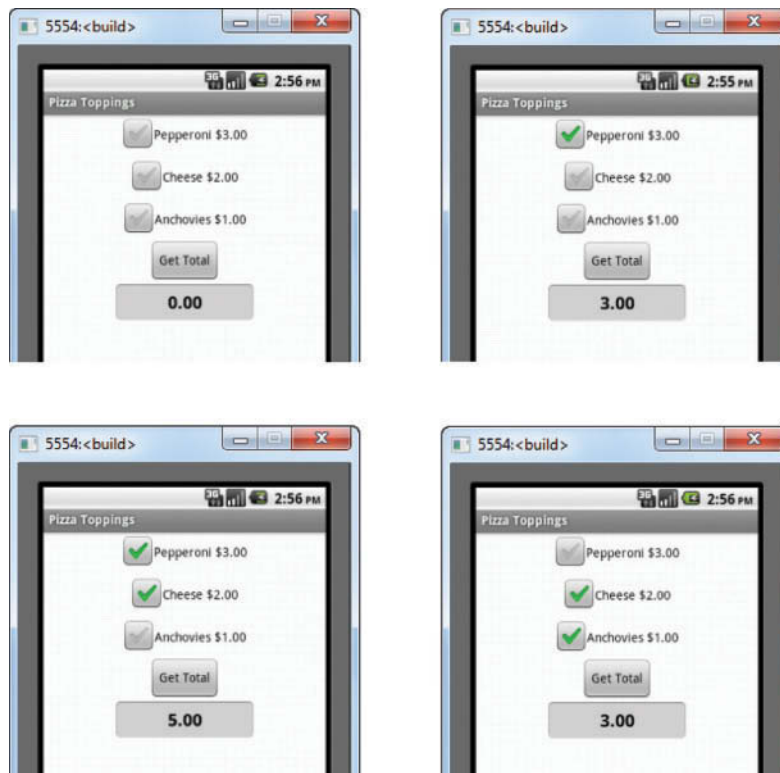 5554:<build>
3G 2:56 PM
Pizza Toppings
Pepperoni $3.00
Cheese $2.00
Anchovies $1.00
Get Total
0.00
5554:<build>
3G 2:55 PM
Pizza Toppings
Pepperoni $3.00
Cheese $2.00
Anchovies $1.00
Get Total
3.00
5554:<build>
3G 2:56 PM
Pizza Toppings
Pepperoni $3.00
Cheese $2.00
Anchovies $1.00
Get Total
5.00
5554:<build>
3G 2:56 PM
Pizza Toppings
Pepperoni $3.00
Cheese $2.00
Anchovies $1.00
Get Total
3.00